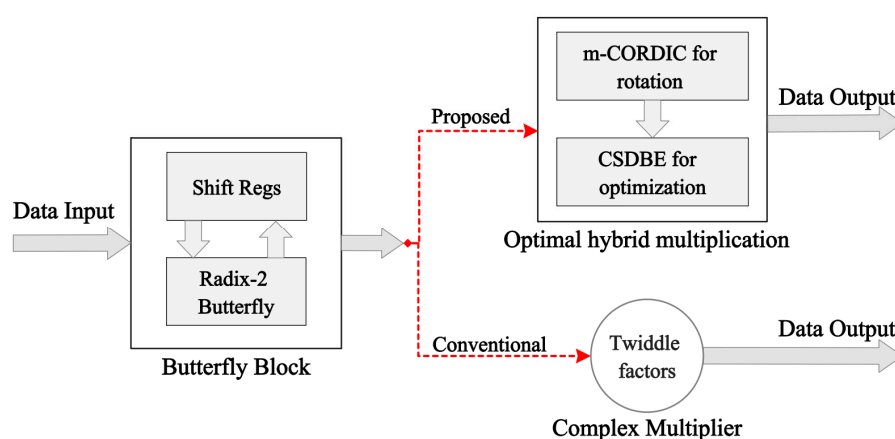 Data Input
Shift Regs
Radix-2
Butterfly
Butterfly Block
Proposed
m-CORDIC for
rotation
CSDBE for
optimization
Optimal hybrid multiplication
Data Output
Conventional
Twiddle
factors
Complex Multiplier
Data Output